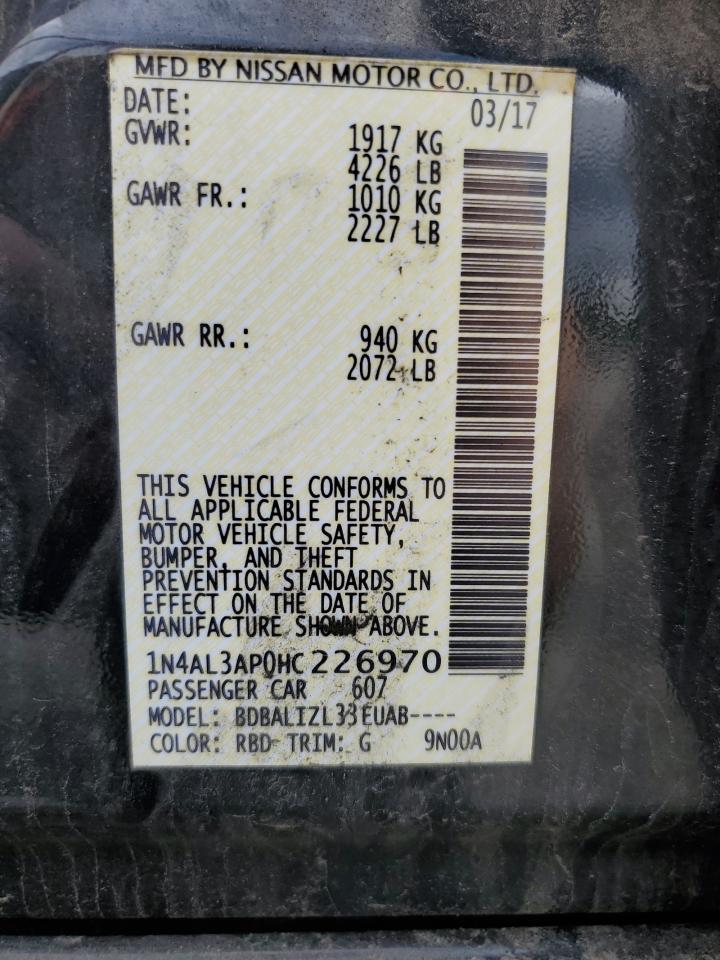 MFD BY NISSAN MOTOR CO., LTD.
DATE: 03/17
GVWR: 1917 KG
4226 LB
GAWR FR.: 1010 KG
2227 LB
GAWR RR.: 940 KG
2072 LB
THIS VEHICLE CONFORMS TO
ALL APPLICABLE FEDERAL
MOTOR VEHICLE SAFETY,
BUMPER, AND THEFT
PREVENTION STANDARDS IN
EFFECT ON THE DATE OF
MANUFACTURE SHOWN ABOVE.
1N4AL3AP0HC226970
PASSENGER CAR 607
MODEL: BDBALIZL33EUAB----
COLOR: RBD TRIM: G 9N00A